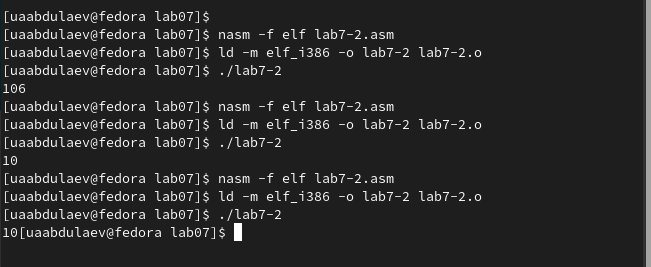 [uaabdulaev@fedora lab07]$
[uaabdulaev@fedora lab07]$ nasm -f elf lab7-2.asm
[uaabdulaev@fedora lab07]$ ld -m elf_i386 -o lab7-2 lab7-2.o
[uaabdulaev@fedora lab07]$ ./lab7-2
106
[uaabdulaev@fedora lab07]$ nasm -f elf lab7-2.asm
[uaabdulaev@fedora lab07]$ ld -m elf_i386 -o lab7-2 lab7-2.o
[uaabdulaev@fedora lab07]$ ./lab7-2
10
[uaabdulaev@fedora lab07]$ nasm -f elf lab7-2.asm
[uaabdulaev@fedora lab07]$ ld -m elf_i386 -o lab7-2 lab7-2.o
[uaabdulaev@fedora lab07]$ ./lab7-2
10[uaabdulaev@fedora lab07]$